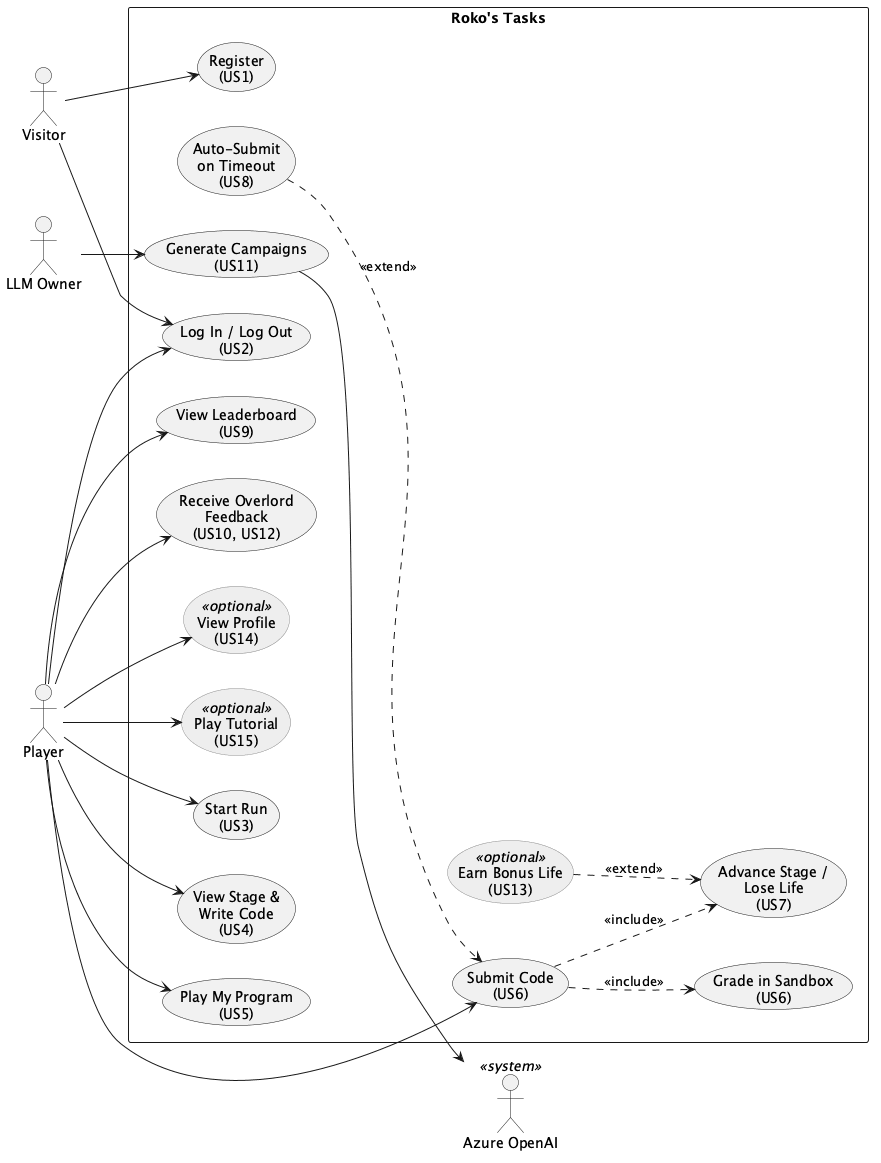 Roko's Tasks
Register
(US1)
Visitor
Auto-Submit
on Timeout
(US8)
LLM Owner
Generate Campaigns
(US11)
«extend»
Log In / Log Out
(US2)
View Leaderboard
(US9)
Receive Overlord
Feedback
(US10, US12)
«optional»
View Profile
(US14)
Player
«optional»
Play Tutorial
(US15)
Start Run
(US3)
View Stage &
Write Code
(US4)
Play My Program
(US5)
«optional»
Earn Bonus Life
(US13)
«extend»
Advance Stage /
Lose Life
(US7)
«include»
Submit Code
(US6)
«include»
Grade in Sandbox
(US6)
«system»
Azure OpenAI